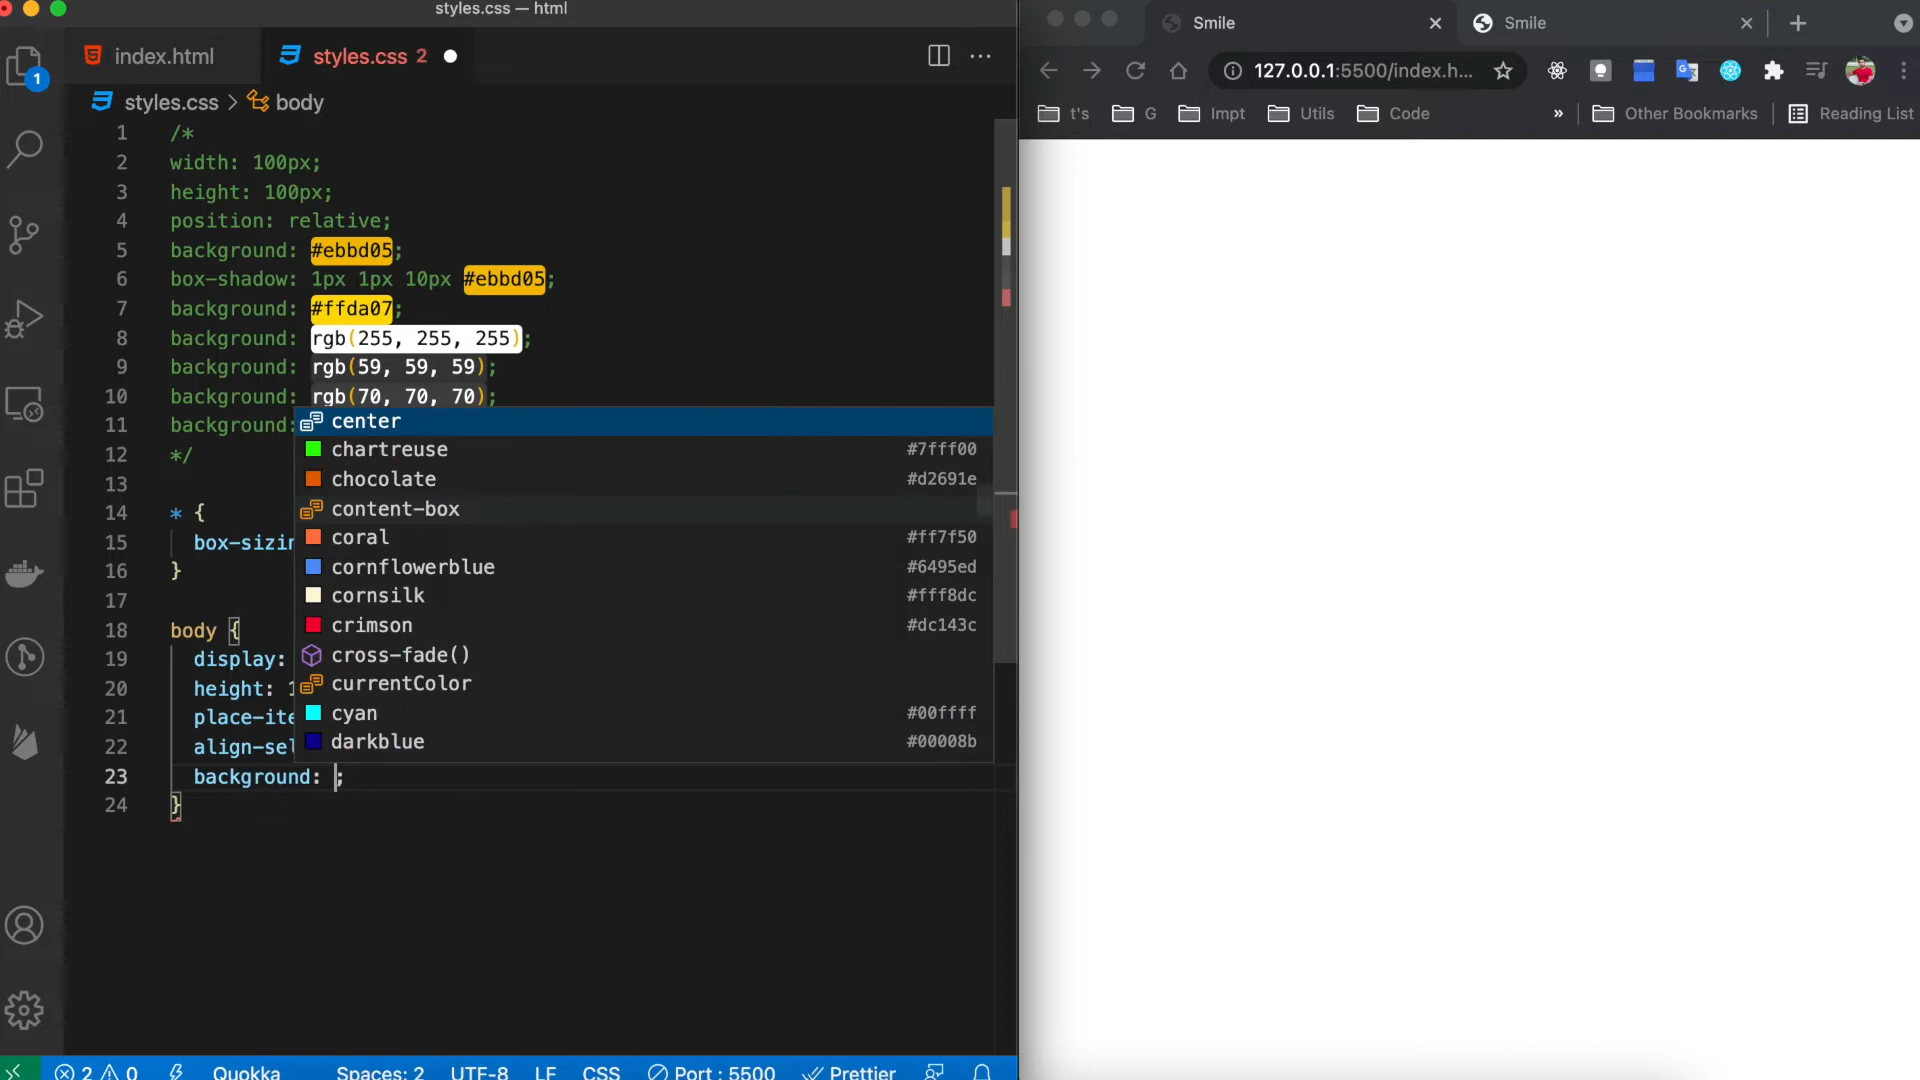 styles.css — html
index.html
styles.css 2
styles.css > body
1 /*
2 width: 100px;
3 height: 100px;
4 position: relative;
5 background: #ebbd05;
6 box-shadow: 1px 1px 10px #ebbd05;
7 background: #ffda07;
8 background: rgb(255, 255, 255);
9 background: rgb(59, 59, 59);
10 background: rgb(70, 70, 70);
11 background:
12 */
13
14 * {
15 box-sizin
16 }
17
18 body {
19 display:
20 height: 1
21 place-ite
22 align-sel
23 background: ;
24 }
center
chartreuse #7fff00
chocolate #d2691e
content-box
coral #ff7f50
cornflowerblue #6495ed
cornsilk #fff8dc
crimson #dc143c
cross-fade()
currentColor
cyan #00ffff
darkblue #00008b
1
2 0 Quokka Spaces: 2 UTF-8 LF CSS Port : 5500 Prettier
Smile
Smile
127.0.0.1:5500/index.h...
t's G Impt Utils Code » Other Bookmarks Reading List